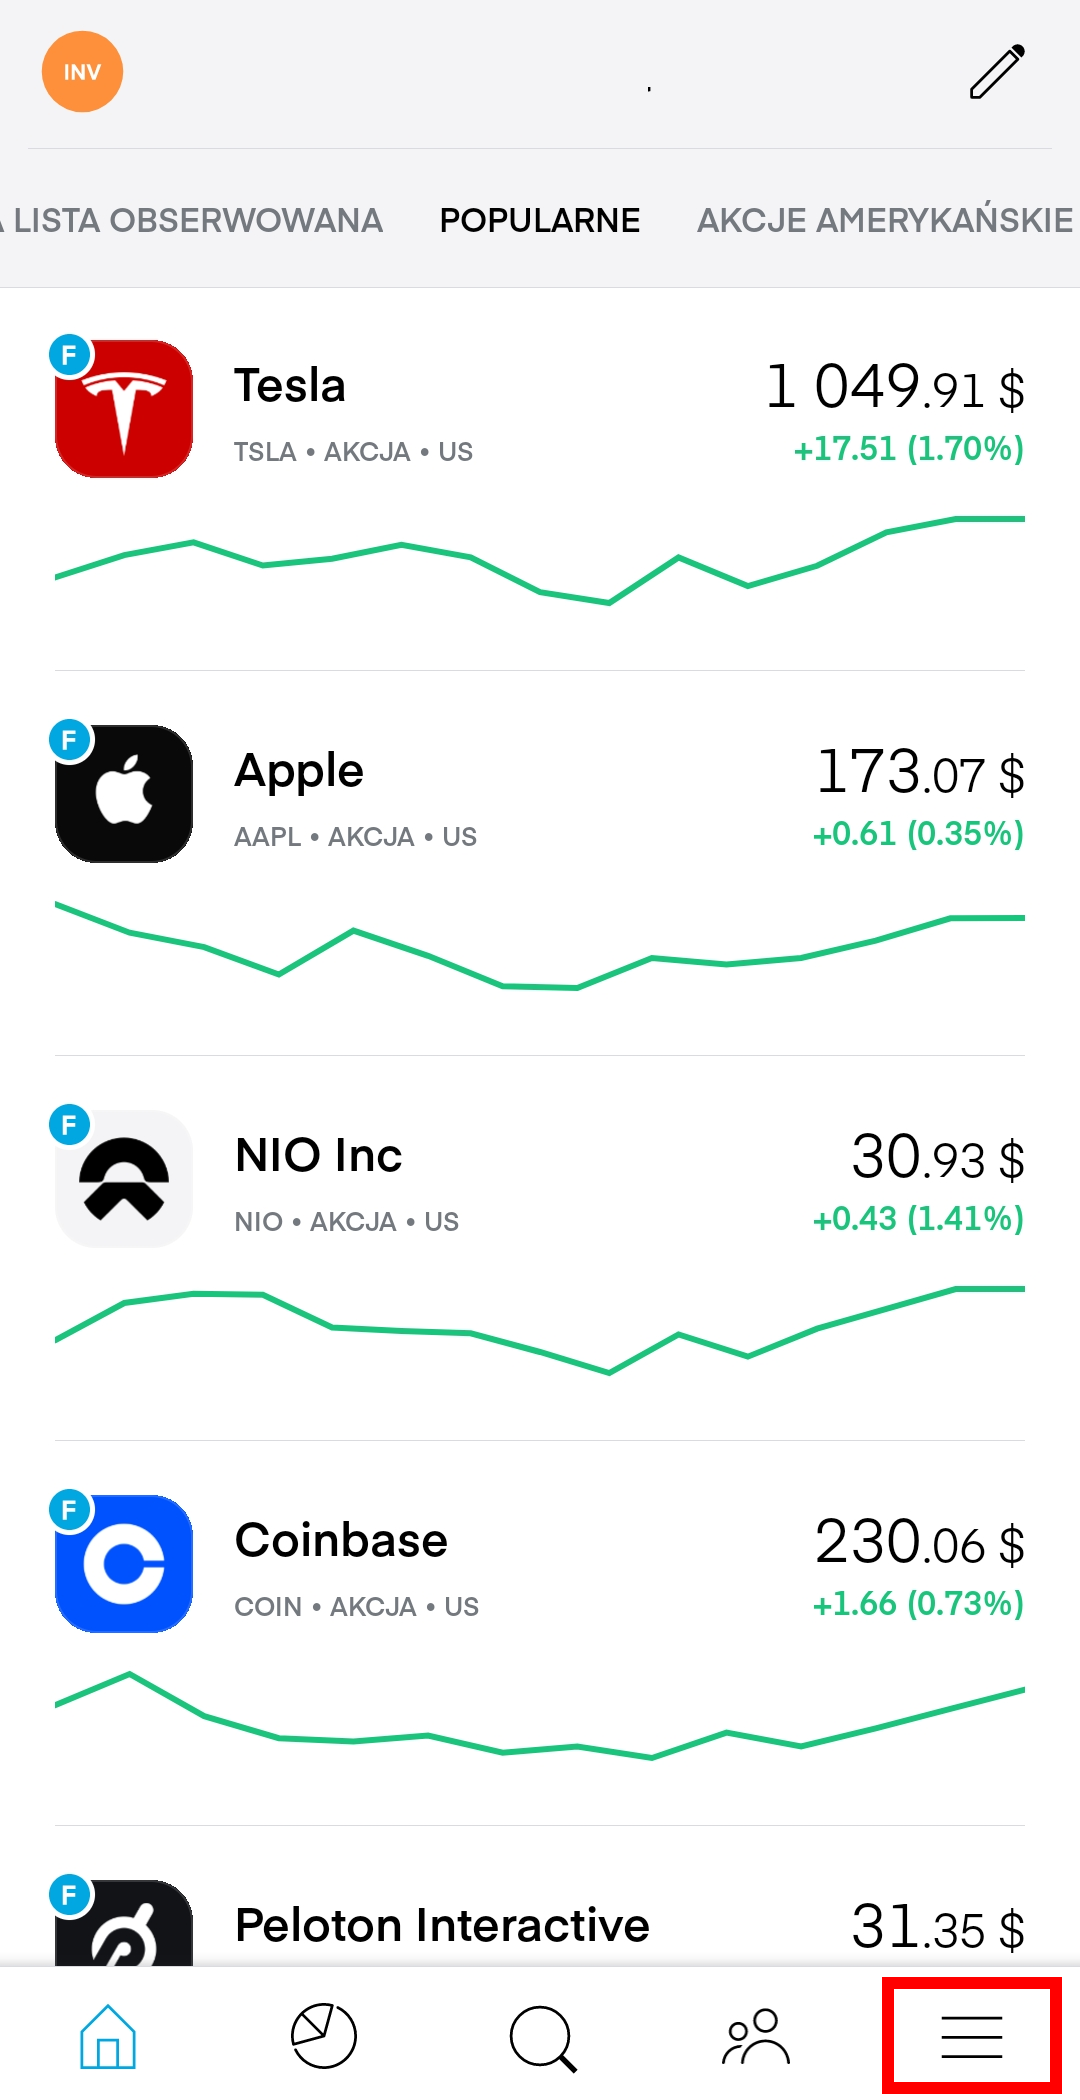 INV
LISTA OBSERWOWANA POPULARNE AKCJE AMERYKAŃSKIE
F
Tesla 1 049.91 $
TSLA • AKCJA • US +17.51 (1.70%)
F
Apple 173.07 $
AAPL • AKCJA • US +0.61 (0.35%)
F
NIO Inc 30.93 $
NIO • AKCJA • US +0.43 (1.41%)
F
Coinbase 230.06 $
COIN • AKCJA • US +1.66 (0.73%)
F
Peloton Interactive 31.35 $